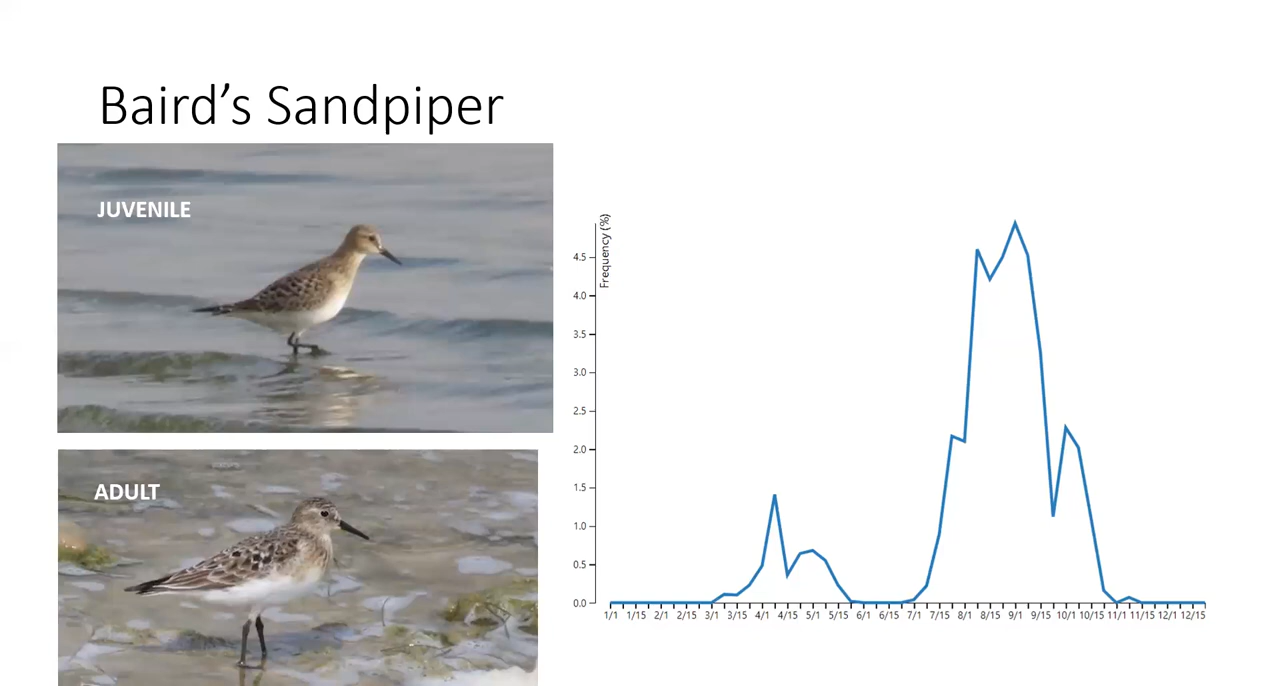 Baird’s Sandpiper
JUVENILE
ADULT
Frequency (%)
4.5
4.0
3.5
3.0
2.5
2.0
1.5
1.0
0.5
0.0
1/1 1/15 2/1 2/15 3/1 3/15 4/1 4/15 5/1 5/15 6/1 6/15 7/1 7/15 8/1 8/15 9/1 9/15 10/1 10/15 11/1 11/15 12/1 12/15